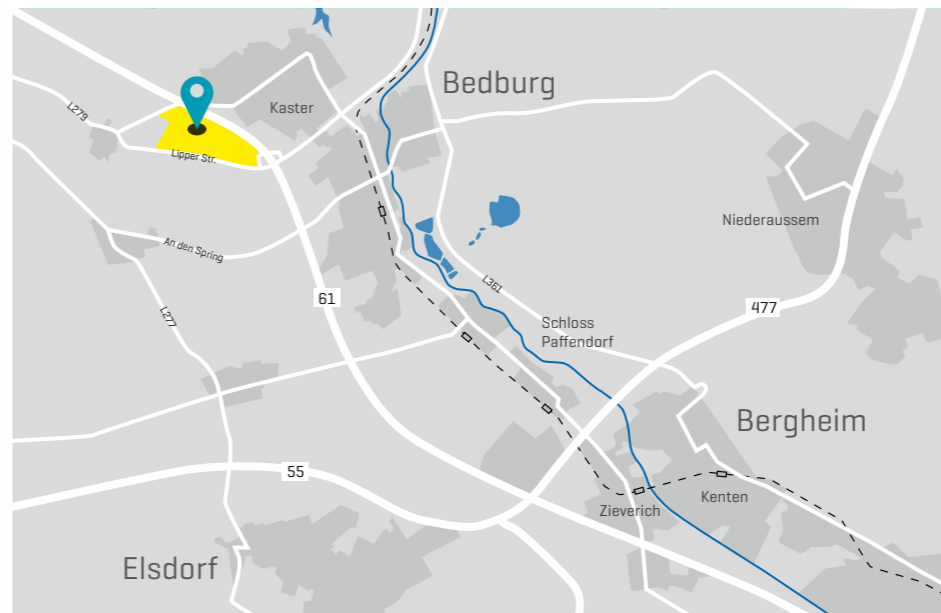 Bedburg
L279
Kaster
Lipper Str.
Niederaussem
An den Spring
L361
61
477
L277
Schloss
Paffendorf
Bergheim
55
Kenten
Zieverich
Elsdorf